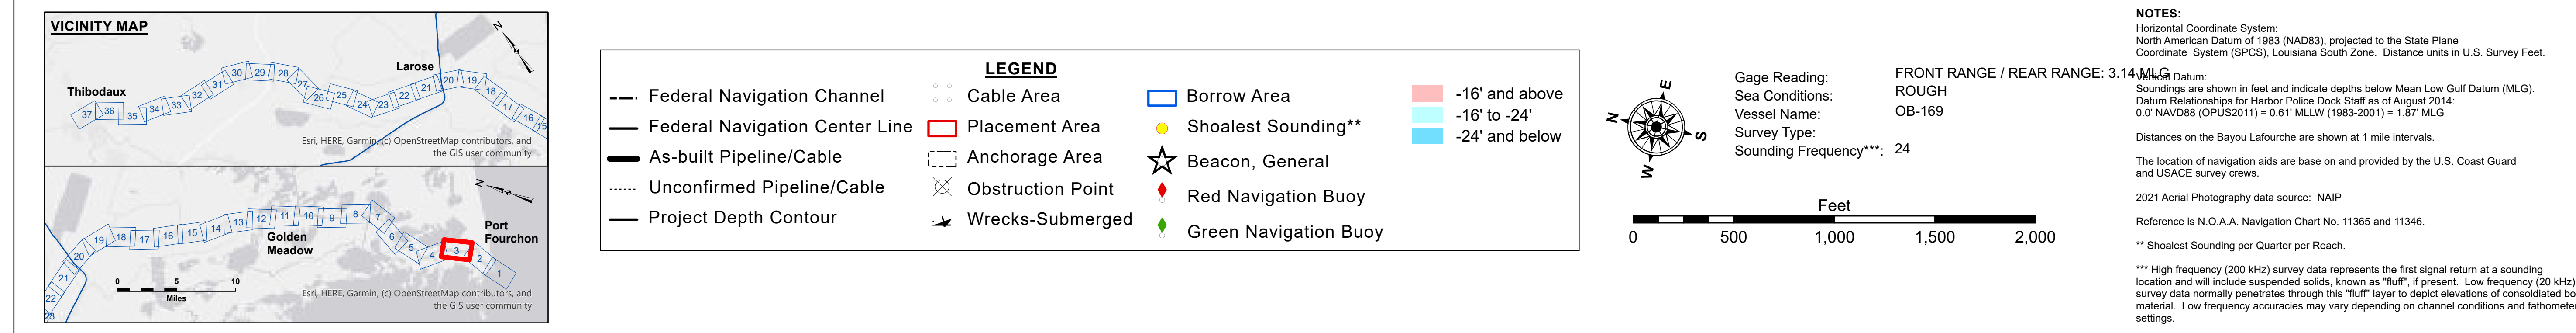 VICINITY MAP
N
Thibodaux
Larose
37 36 35 34 33 32 31 30 29 28 27 26 25 24 23 22 21 20 19 18 17 16 15
Esri, HERE, Garmin, (c) OpenStreetMap contributors, and
the GIS user community
N
Golden
Meadow
Port
Fourchon
23 22 21 20 19 18 17 16 15 14 13 12 11 10 9 8 7 6 5 4 3 2 1
0 5 10
Miles
Esri, HERE, Garmin, (c) OpenStreetMap contributors, and
the GIS user community
LEGEND
Federal Navigation Channel
Federal Navigation Center Line
As-built Pipeline/Cable
Unconfirmed Pipeline/Cable
Project Depth Contour
Cable Area
Placement Area
Anchorage Area
Obstruction Point
Wrecks-Submerged
Borrow Area
Shoalest Sounding**
Beacon, General
Red Navigation Buoy
Green Navigation Buoy
-16' and above
-16' to -24'
-24' and below
N
E
S
W
Gage Reading: FRONT RANGE / REAR RANGE: 3.14 MLG
Sea Conditions: ROUGH
Vessel Name: OB-169
Survey Type:
Sounding Frequency***: 24
Feet
0 500 1,000 1,500 2,000
NOTES:
Horizontal Coordinate System:
North American Datum of 1983 (NAD83), projected to the State Plane
Coordinate System (SPCS), Louisiana South Zone. Distance units in U.S. Survey Feet.
Vertical Datum:
Soundings are shown in feet and indicate depths below Mean Low Gulf Datum (MLG).
Datum Relationships for Harbor Police Dock Staff as of August 2014:
0.0' NAVD88 (OPUS2011) = 0.61' MLLW (1983-2001) = 1.87' MLG
Distances on the Bayou Lafourche are shown at 1 mile intervals.
The location of navigation aids are base on and provided by the U.S. Coast Guard
and USACE survey crews.
2021 Aerial Photography data source: NAIP
Reference is N.O.A.A. Navigation Chart No. 11365 and 11346.
** Shoalest Sounding per Quarter per Reach.
*** High frequency (200 kHz) survey data represents the first signal return at a sounding
location and will include suspended solids, known as "fluff", if present. Low frequency (20 kHz)
survey data normally penetrates through this "fluff" layer to depict elevations of consolidated bo
material. Low frequency accuracies may vary depending on channel conditions and fathometer
settings.